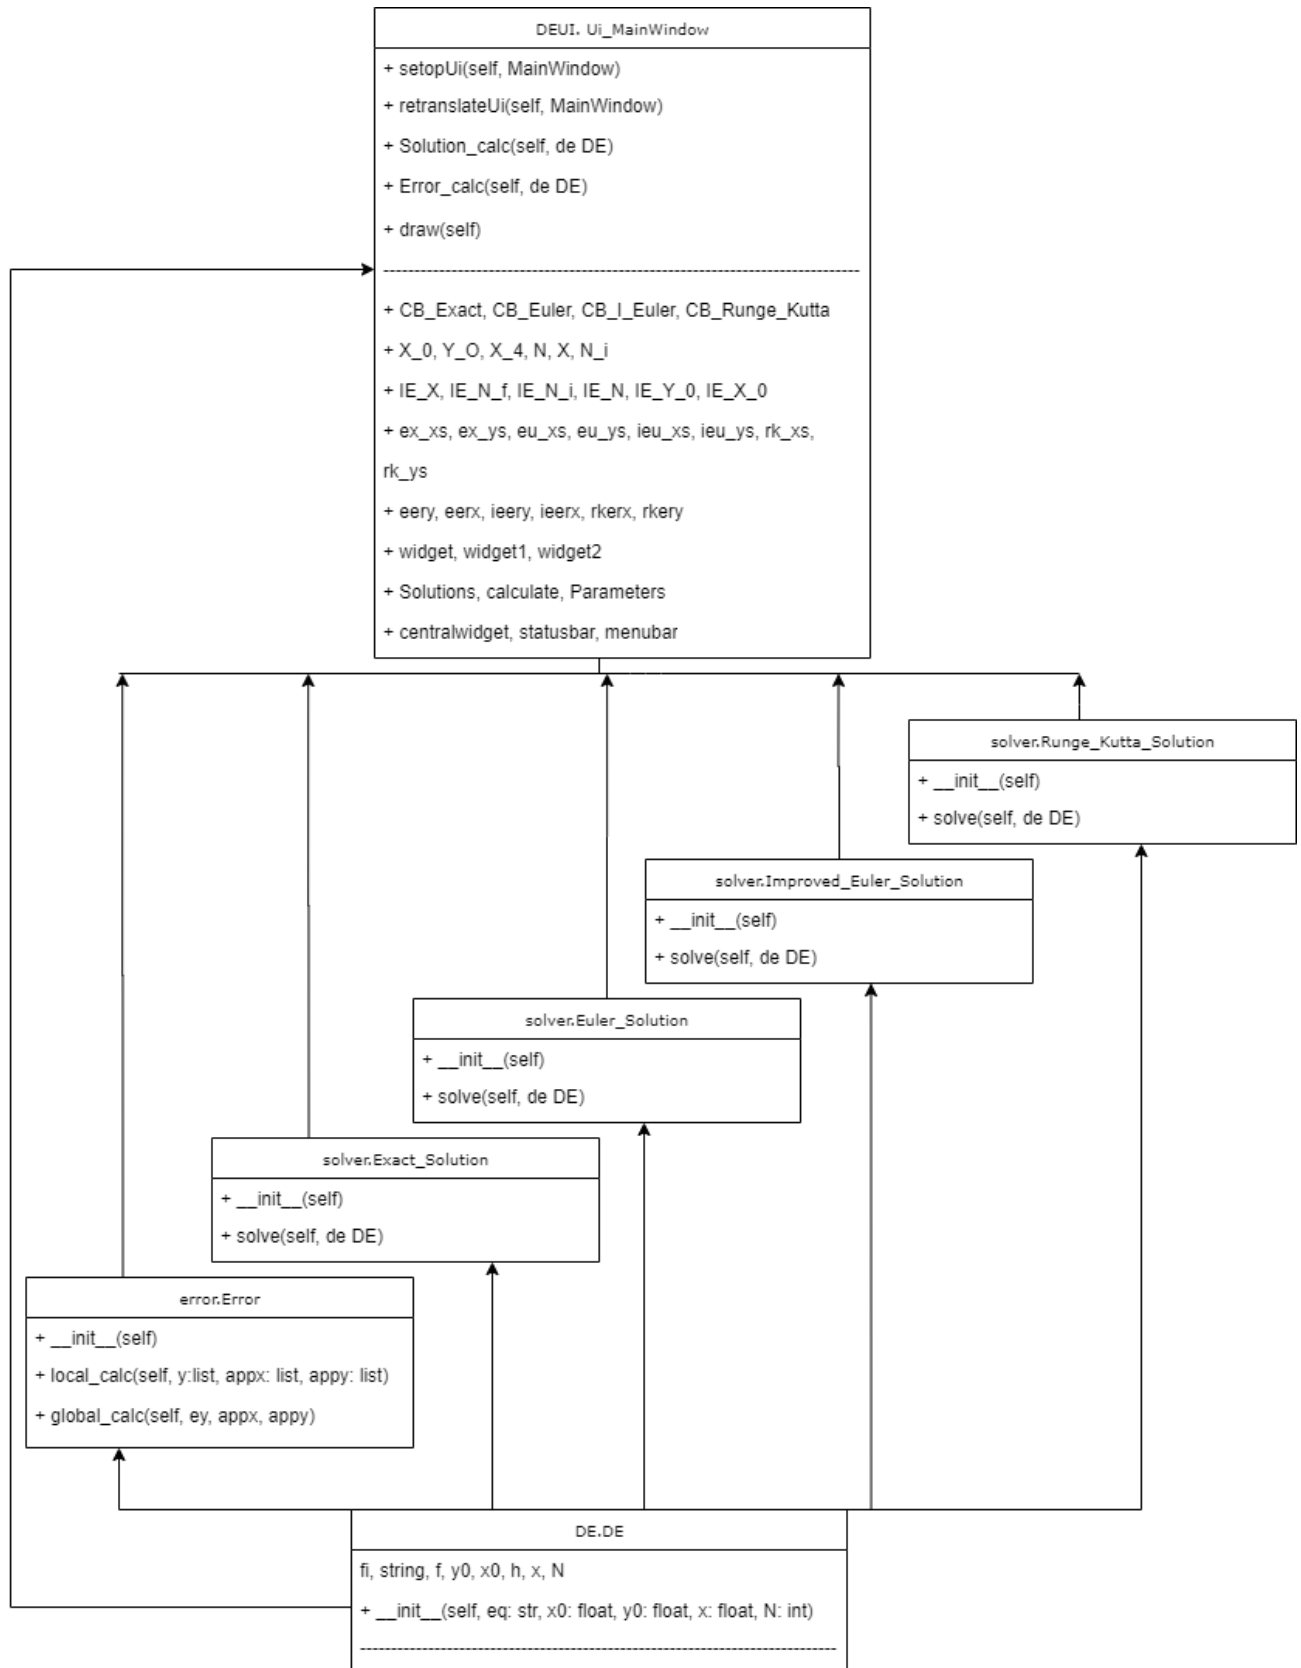 DEUI. Ui_MainWindow
+ setopUi(self, MainWindow)
+ retranslateUi(self, MainWindow)
+ Solution_calc(self, de DE)
+ Error_calc(self, de DE)
+ draw(self)
+ CB_Exact, CB_Euler, CB_I_Euler, CB_Runge_Kutta
+ X_0, Y_O, X_4, N, X, N_i
+ IE_X, IE_N_f, IE_N_i, IE_N, IE_Y_0, IE_X_0
+ ex_xs, ex_ys, eu_xs, eu_ys, ieu_xs, ieu_ys, rk_xs,
rk_ys
+ eery, eerx, ieery, ieerx, rkerx, rkery
+ widget, widget1, widget2
+ Solutions, calculate, Parameters
+ centralwidget, statusbar, menubar
solver.Runge_Kutta_Solution
+ __init__(self)
+ solve(self, de DE)
solver.Improved_Euler_Solution
+ __init__(self)
+ solve(self, de DE)
solver.Euler_Solution
+ __init__(self)
+ solve(self, de DE)
solver.Exact_Solution
+ __init__(self)
+ solve(self, de DE)
error.Error
+ __init__(self)
+ local_calc(self, y:list, appx: list, appy: list)
+ global_calc(self, ey, appx, appy)
DE.DE
fi, string, f, y0, x0, h, x, N
+ __init__(self, eq: str, x0: float, y0: float, x: float, N: int)